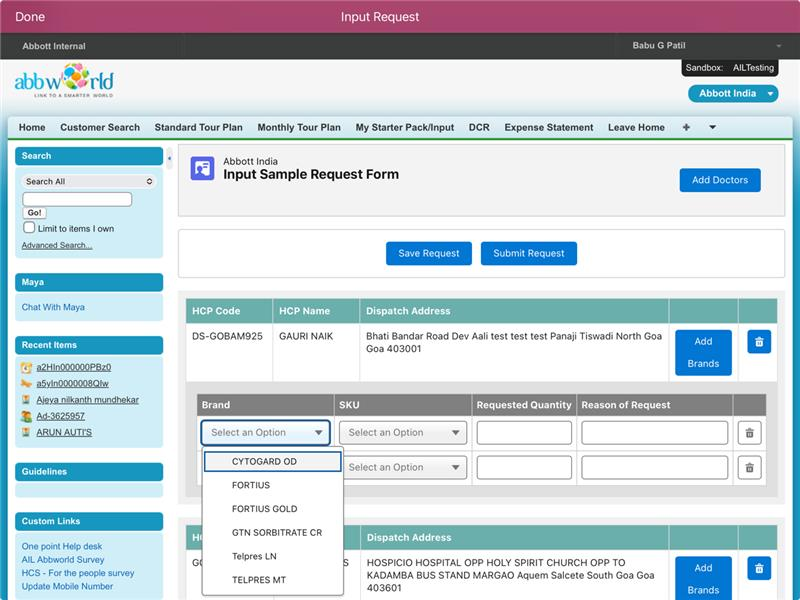 Done
Input Request
Abbott Internal
Babu G Patil
Sandbox: AILTesting
abbworld
LINK TO A SMARTER WORLD
Abbott India
Home Customer Search Standard Tour Plan Monthly Tour Plan My Starter Pack/Input DCR Expense Statement Leave Home +
Search
Search All
Go!
Limit to items I own
Advanced Search...
Maya
Chat With Maya
Recent Items
a2HIn000000PBz0
a5yIn0000008QIw
Ajeya nilkanth mundhekar
Ad-3625957
ARUN AUTI'S
Guidelines
Custom Links
One point Help desk
AIL Abbworld Survey
HCS - For the people survey
Update Mobile Number
Abbott India
Input Sample Request Form
Add Doctors
Save Request Submit Request
HCP Code HCP Name Dispatch Address
DS-GOBAM925 GAURI NAIK Bhati Bandar Road Dev Aali test test test Panaji Tiswadi North Goa
Goa 403001
Add
Brands
Brand SKU Requested Quantity Reason of Request
Select an Option Select an Option
Select an Option
CYTOGARD OD
FORTIUS
FORTIUS GOLD
GTN SORBITRATE CR
Telpres LN
TELPRES MT
Dispatch Address
HOSPICIO HOSPITAL OPP HOLY SPIRIT CHURCH OPP TO
KADAMBA BUS STAND MARGAO Aquem Salcete South Goa Goa
403601
Add
Brands